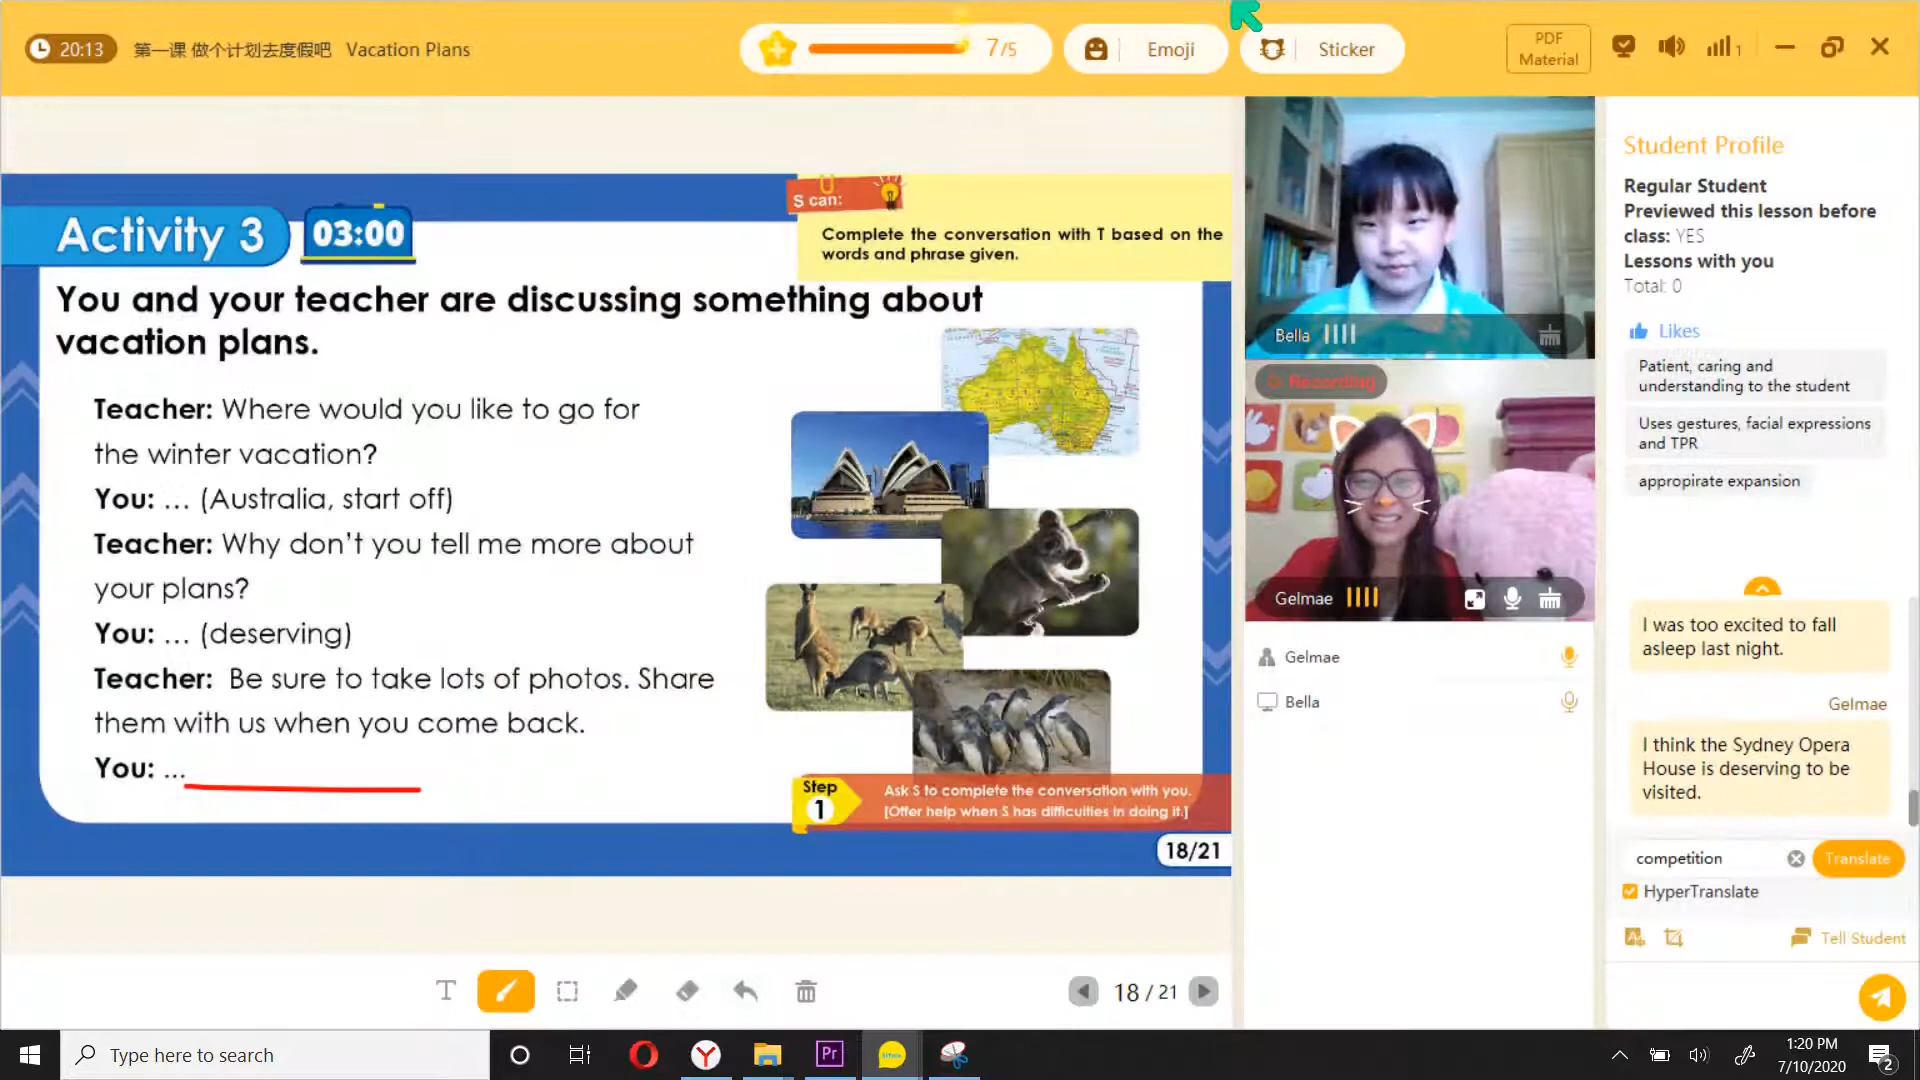 20:13 第一课 做个计划去度假吧 Vacation Plans
7/5
Emoji
Sticker
PDF
Material
1
Activity 3
03:00
S can:
Complete the conversation with T based on the
words and phrase given.
You and your teacher are discussing something about
vacation plans.
Teacher: Where would you like to go for
the winter vacation?
You: … (Australia, start off)
Teacher: Why don't you tell me more about
your plans?
You: … (deserving)
Teacher: Be sure to take lots of photos. Share
them with us when you come back.
You: ...
Step
1
Ask S to complete the conversation with you.
[Offer help when S has difficulties in doing it.]
18/21
18 / 21
Bella
Recording
Gelmae
Gelmae
Bella
Student Profile
Regular Student
Previewed this lesson before
class: YES
Lessons with you
Total: 0
Likes
Patient, caring and
understanding to the student
Uses gestures, facial expressions
and TPR
appropirate expansion
I was too excited to fall
asleep last night.
Gelmae
I think the Sydney Opera
House is deserving to be
visited.
competition
Translate
HyperTranslate
Tell Student
Type here to search
Pr
1:20 PM
7/10/2020
2